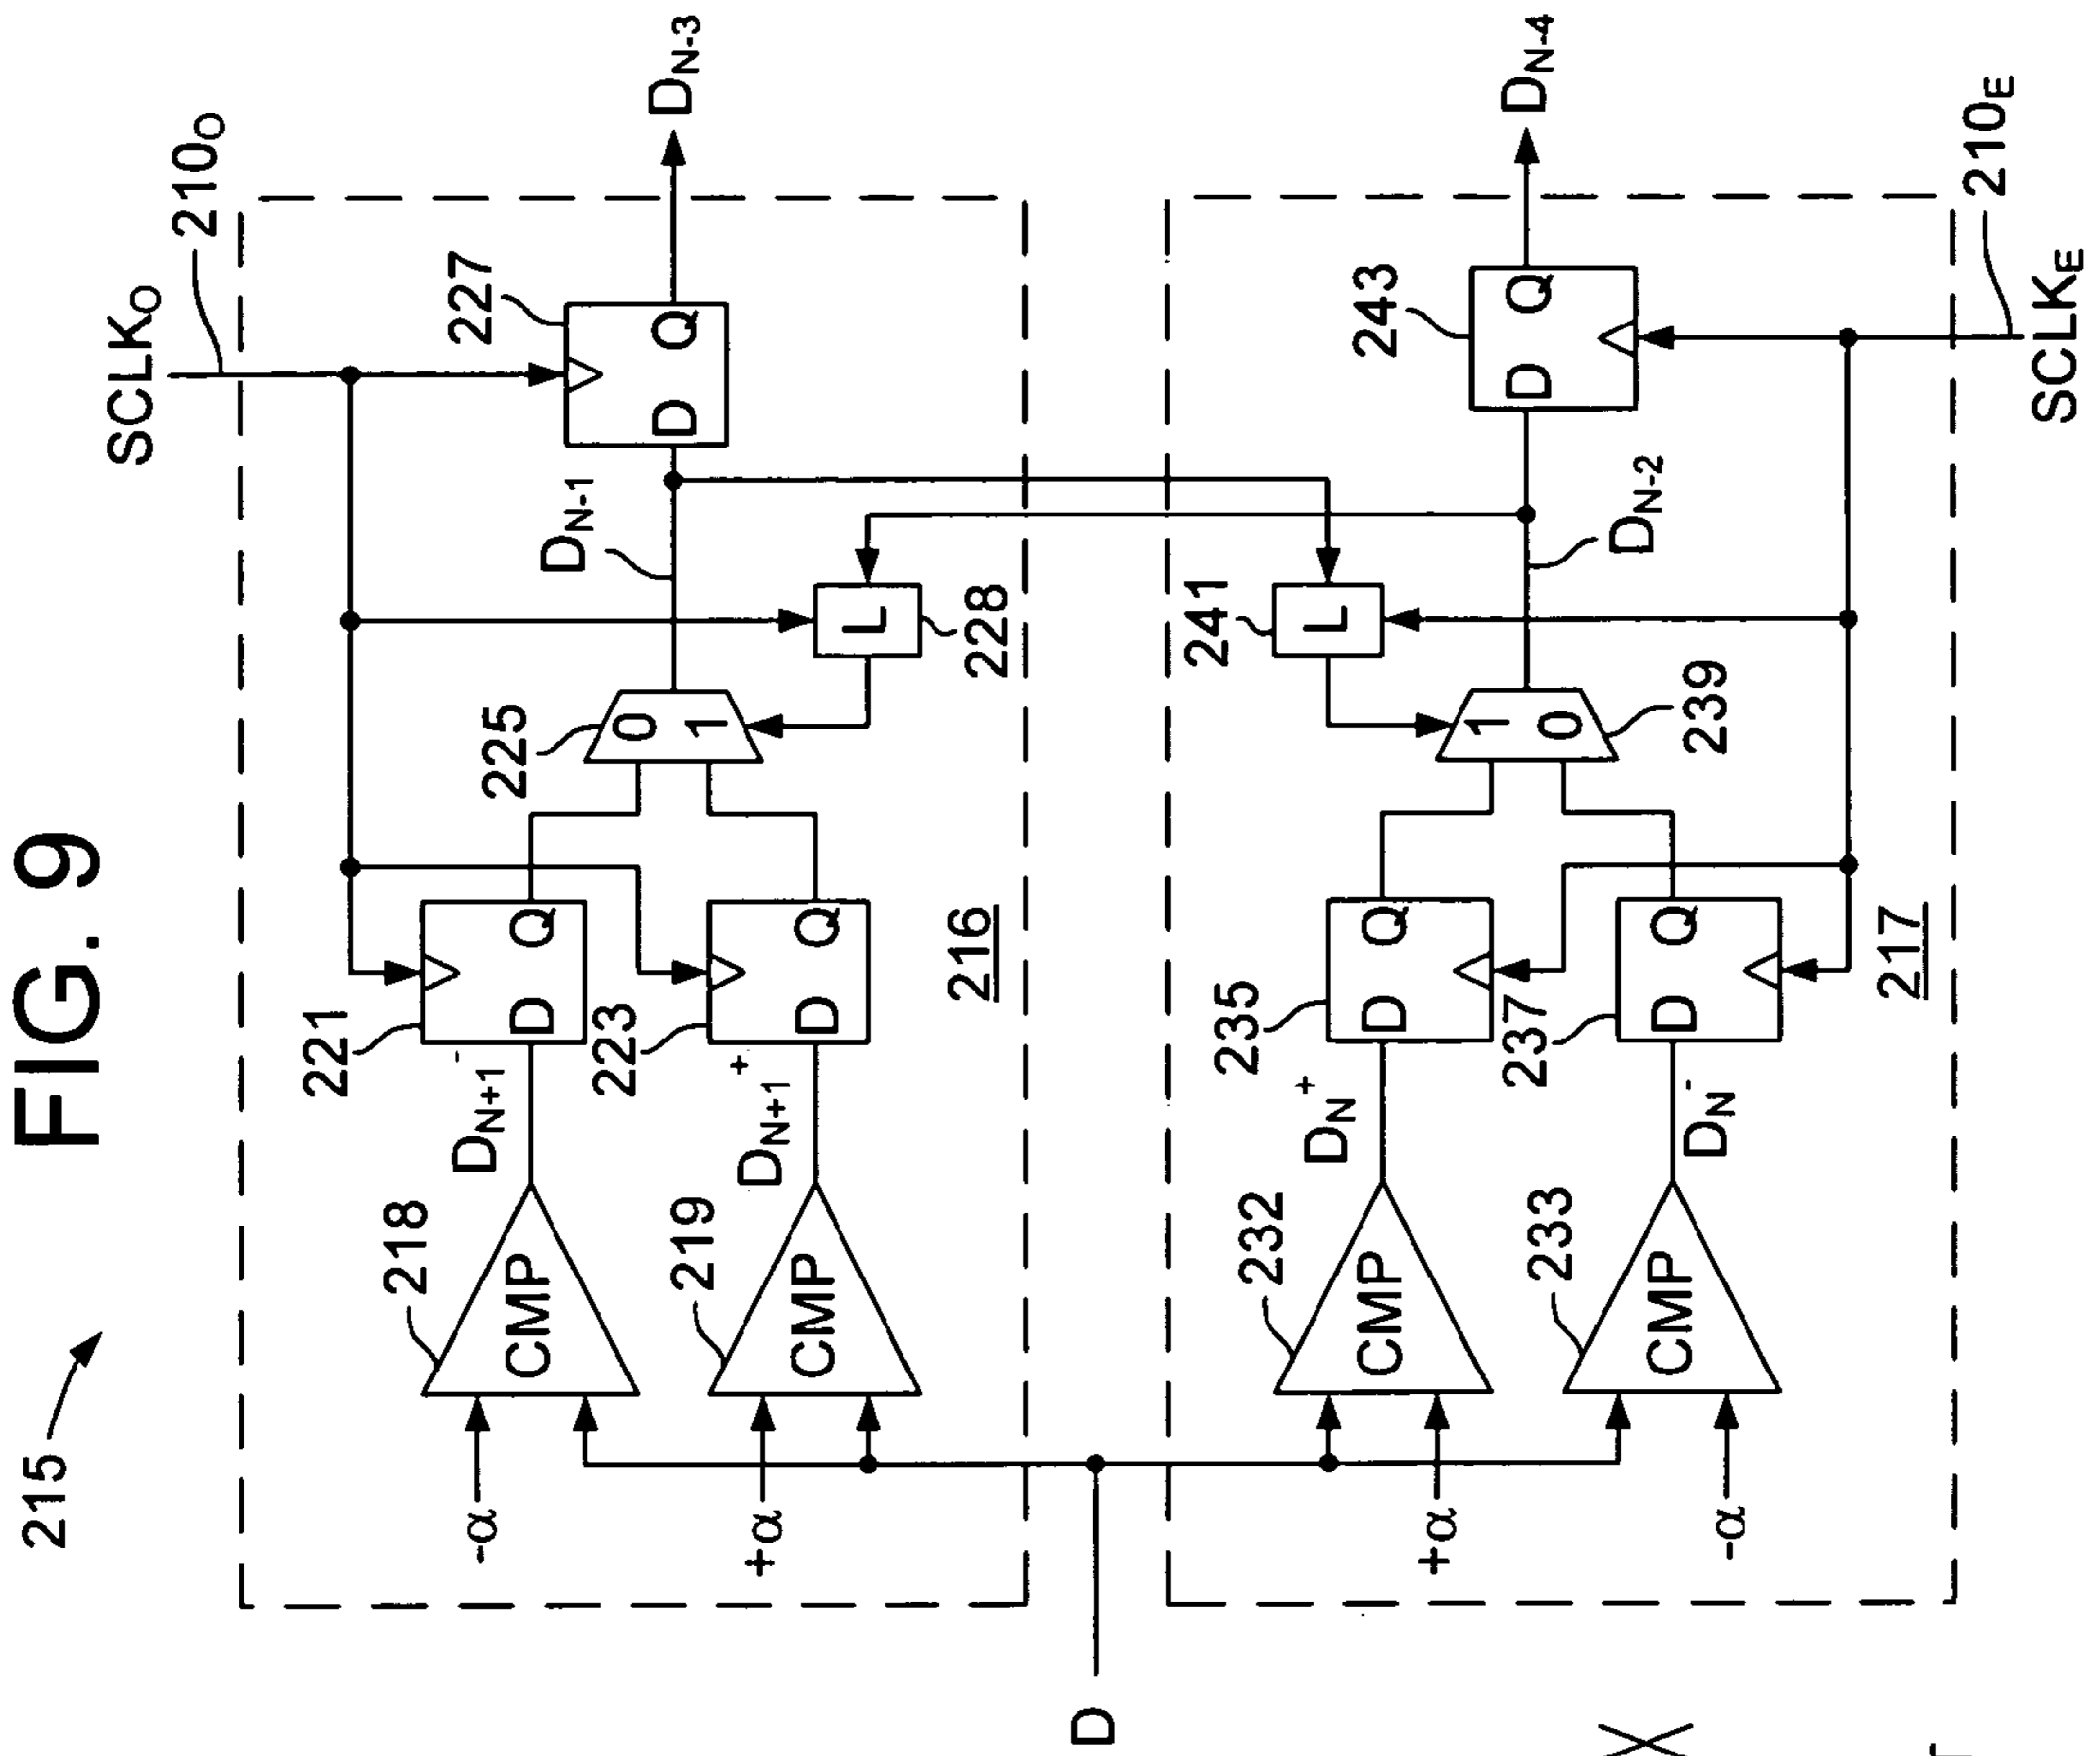 FIG. 9
215
SCLKO
210O
227
DN-3
D Q
DN-1
225
0
1
L
228
221
D Q
DN+1-
223
D Q
DN+1+
218
CMP
219
CMP
-α
+α
216
D
232
CMP
233
CMP
+α
-α
DN+
DN-
235
D Q
237
D Q
241
L
1
0
239
DN-2
243
D Q
DN-4
217
210E
SCLKE
X